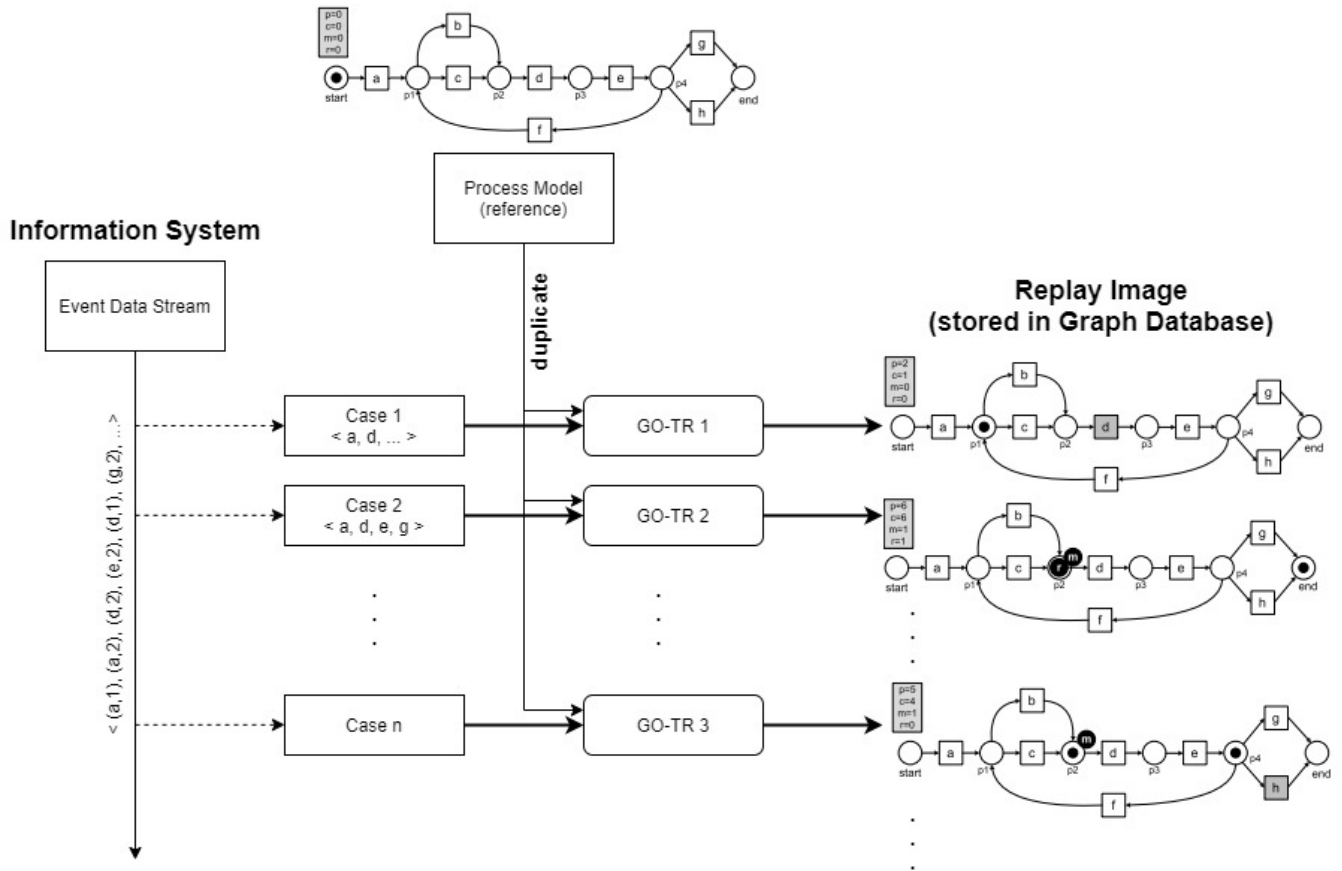 p=0
c=0
m=0
r=0
b
g
a
c
d
e
start
p1
p2
p3
p4
end
h
f
Process Model
(reference)
Information System
Event Data Stream
duplicate
Replay Image
(stored in Graph Database)
< (a,1), (a,2), (d,2), (e,2), (d,1), (g,2), ...>
Case 1
< a, d, ... >
GO-TR 1
p=2
c=1
m=0
r=0
b
g
a
c
d
e
start
p1
p2
p3
p4
end
h
f
Case 2
< a, d, e, g >
GO-TR 2
p=6
c=6
m=1
r=1
b
g
m
a
c
r
d
e
start
p1
p2
p3
p4
end
h
f
Case n
GO-TR 3
p=5
c=4
m=1
r=0
b
g
m
a
c
d
e
start
p1
p2
p3
p4
end
h
f